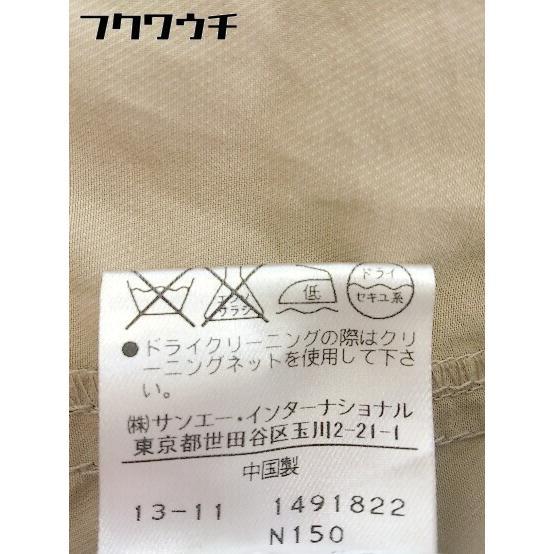 フクワウチ
エンソ
サラシ
低
ドライ
セキユ系
●ドライクリーニングの際はクリ
ーニングネットを使用して下さ
い。
㈱サンエー・インターナショナル
東京都世田谷区玉川2-21-1
中国製
13-11 1491822
N150